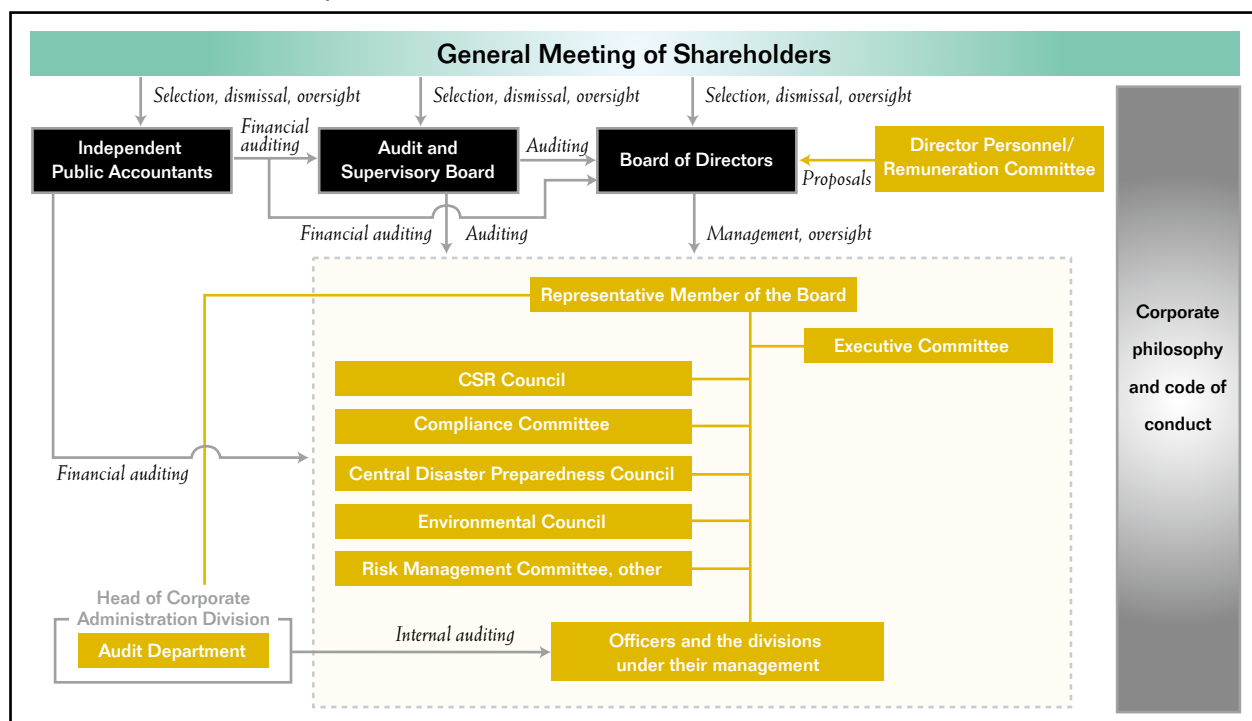 General Meeting of Shareholders
Selection, dismissal, oversight
Selection, dismissal, oversight
Selection, dismissal, oversight
Independent
Public Accountants
Financial
auditing
Audit and
Supervisory Board
Auditing
Board of Directors
Proposals
Director Personnel/
Remuneration Committee
Financial auditing
Auditing
Management, oversight
Representative Member of the Board
Executive Committee
CSR Council
Compliance Committee
Central Disaster Preparedness Council
Environmental Council
Risk Management Committee, other
Financial auditing
Head of Corporate
Administration Division
Audit Department
Internal auditing
Officers and the divisions
under their management
Corporate
philosophy
and code of
conduct